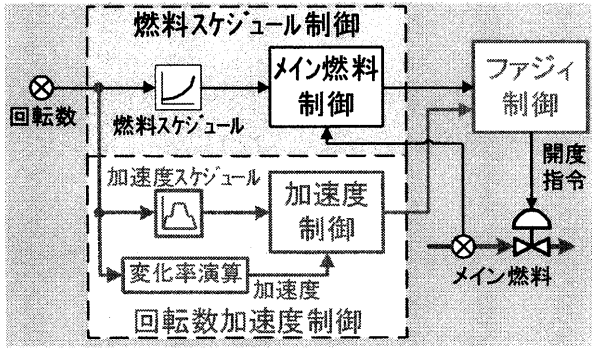 燃料スケジュール制御
メイン燃料
制御
ファジィ
制御
回転数
燃料スケジュール
開度
指令
加速度スケジュール
加速度
制御
変化率演算
加速度
メイン燃料
回転数加速度制御